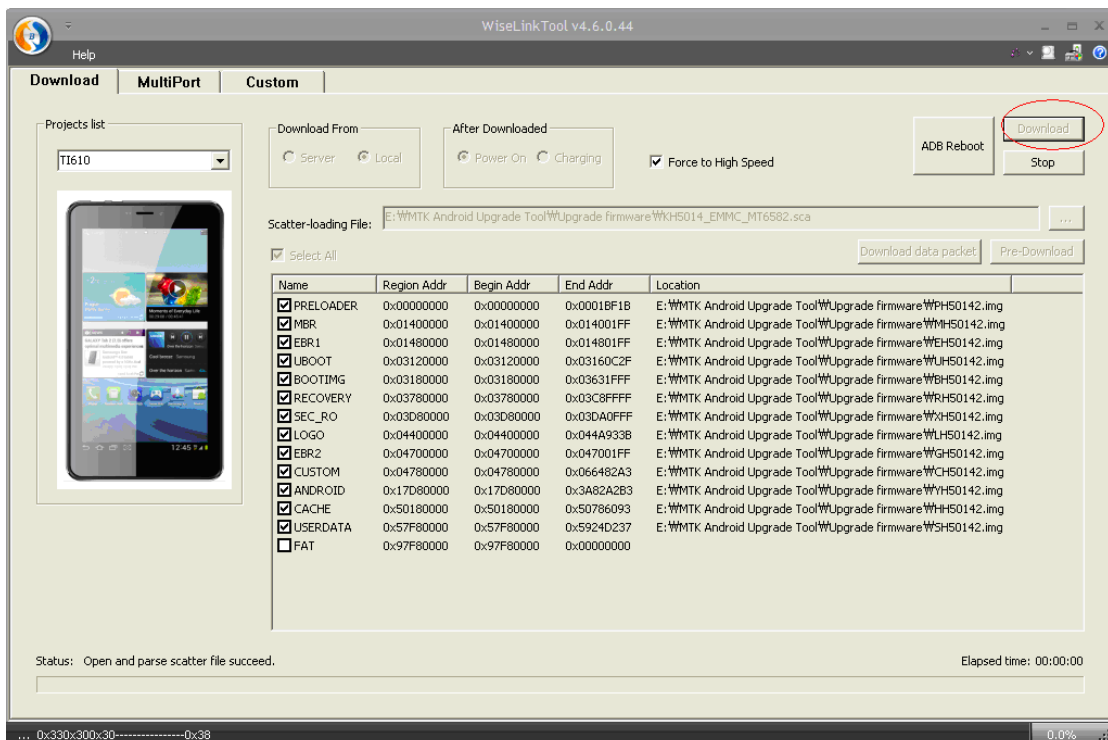 WiseLinkTool v4.6.0.44
Help
Download MultiPort Custom
Projects list
TI610
Download From
Server Local
After Downloaded
Power On Charging
Force to High Speed
ADB Reboot
Download
Stop
Scatter-loading File: E:₩MTK Android Upgrade Tool₩Upgrade firmware₩KH5014_EMMC_MT6582.sca ...
Select All
Download data packet Pre-Download
Name Region Addr Begin Addr End Addr Location
PRELOADER 0x00000000 0x00000000 0x0001BF1B E:₩MTK Android Upgrade Tool₩Upgrade firmware₩PH50142.img
MBR 0x01400000 0x01400000 0x014001FF E:₩MTK Android Upgrade Tool₩Upgrade firmware₩MH50142.img
EBR1 0x01480000 0x01480000 0x014801FF E:₩MTK Android Upgrade Tool₩Upgrade firmware₩EH50142.img
UBOOT 0x03120000 0x03120000 0x03160C2F E:₩MTK Android Upgrade Tool₩Upgrade firmware₩UH50142.img
BOOTIMG 0x03180000 0x03180000 0x03631FFF E:₩MTK Android Upgrade Tool₩Upgrade firmware₩BH50142.img
RECOVERY 0x03780000 0x03780000 0x03C8FFFF E:₩MTK Android Upgrade Tool₩Upgrade firmware₩RH50142.img
SEC_RO 0x03D80000 0x03D80000 0x03DA0FFF E:₩MTK Android Upgrade Tool₩Upgrade firmware₩XH50142.img
LOGO 0x04400000 0x04400000 0x044A933B E:₩MTK Android Upgrade Tool₩Upgrade firmware₩LH50142.img
EBR2 0x04700000 0x04700000 0x047001FF E:₩MTK Android Upgrade Tool₩Upgrade firmware₩GH50142.img
CUSTOM 0x04780000 0x04780000 0x066482A3 E:₩MTK Android Upgrade Tool₩Upgrade firmware₩CH50142.img
ANDROID 0x17D80000 0x17D80000 0x3A82A2B3 E:₩MTK Android Upgrade Tool₩Upgrade firmware₩YH50142.img
CACHE 0x50180000 0x50180000 0x50786093 E:₩MTK Android Upgrade Tool₩Upgrade firmware₩HH50142.img
USERDATA 0x57F80000 0x57F80000 0x5924D237 E:₩MTK Android Upgrade Tool₩Upgrade firmware₩SH50142.img
FAT 0x97F80000 0x97F80000 0x00000000
12:45
Status: Open and parse scatter file succeed.
Elapsed time: 00:00:00
... 0x330x300x30----------------0x38
0.0%